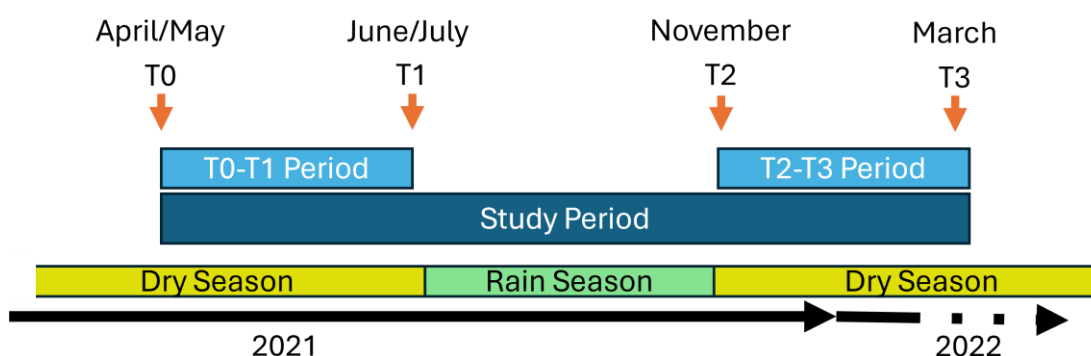 April/May June/July November March
T0 T1 T2 T3
T0-T1 Period T2-T3 Period
Study Period
Dry Season Rain Season Dry Season
2021 2022